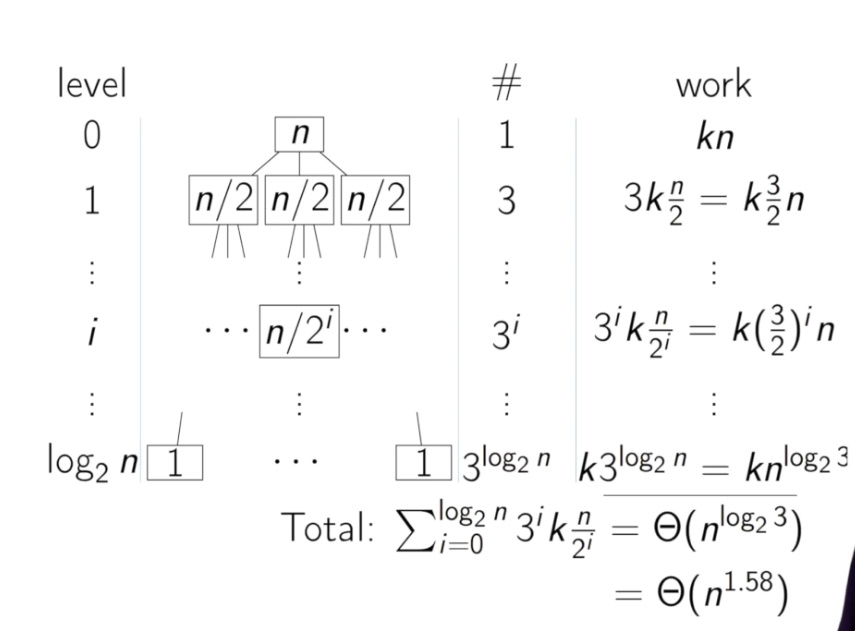 level # work
0 n 1 kn
1 n/2 n/2 n/2 3 3k n/2 = k 3/2 n
⋮ ⋮ ⋮ ⋮
i ··· n/2^i ··· 3^i 3^i k n/2^i = k(3/2)^i n
⋮ ⋮ ⋮ ⋮
log₂ n 1 ··· 1 3^{log₂ n} k3^{log₂ n} = kn^{log₂ 3}
Total: ∑_{i=0}^{log₂ n} 3^i k n/2^i = Θ(n^{log₂ 3})
= Θ(n^{1.58})